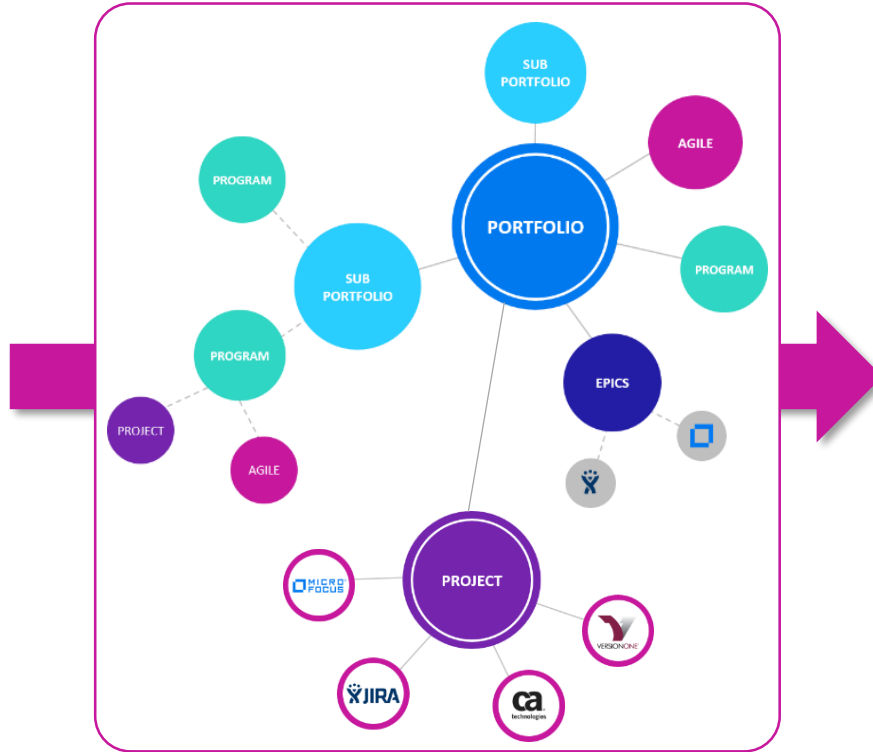 SUB
PORTFOLIO
AGILE
PROGRAM
PORTFOLIO
SUB
PORTFOLIO
PROGRAM
PROGRAM
EPICS
PROJECT
AGILE
PROJECT
MICRO
FOCUS
VERSIONONE
JIRA
ca
technologies